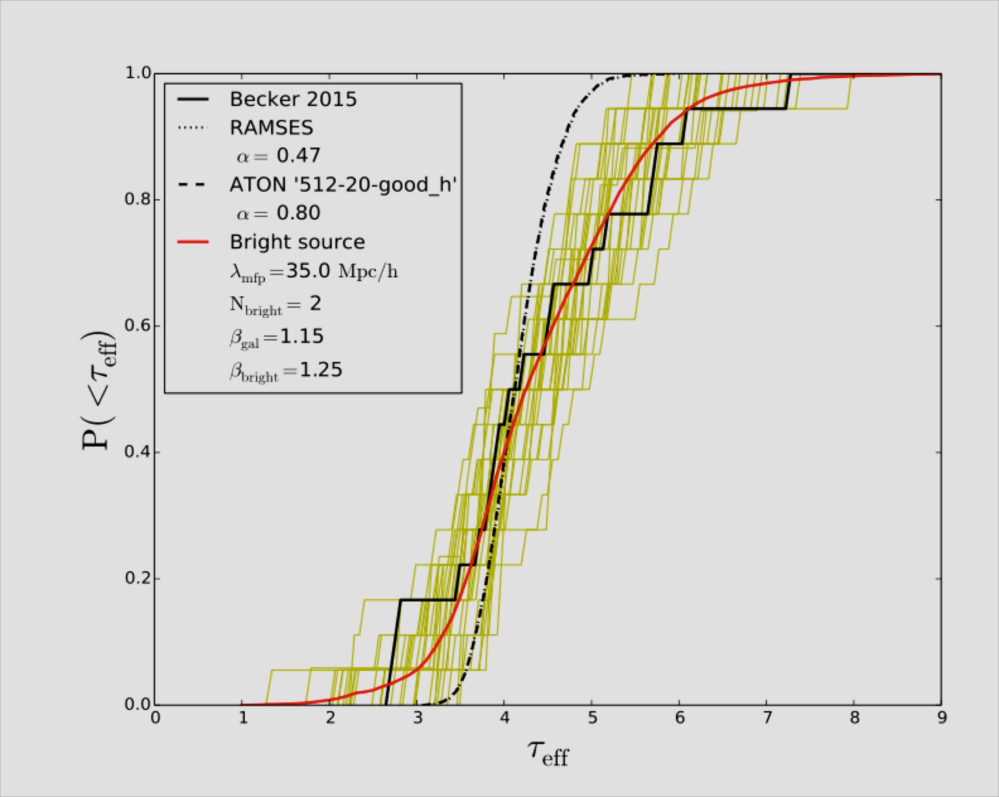 1.0
Becker 2015
RAMSES
α = 0.47
ATON '512-20-good_h'
α = 0.80
Bright source
λmfp = 35.0 Mpc/h
Nbright = 2
βgal = 1.15
βbright = 1.25
0.8
0.6
0.4
0.2
0.0
P( < τeff)
0 1 2 3 4 5 6 7 8 9
τeff